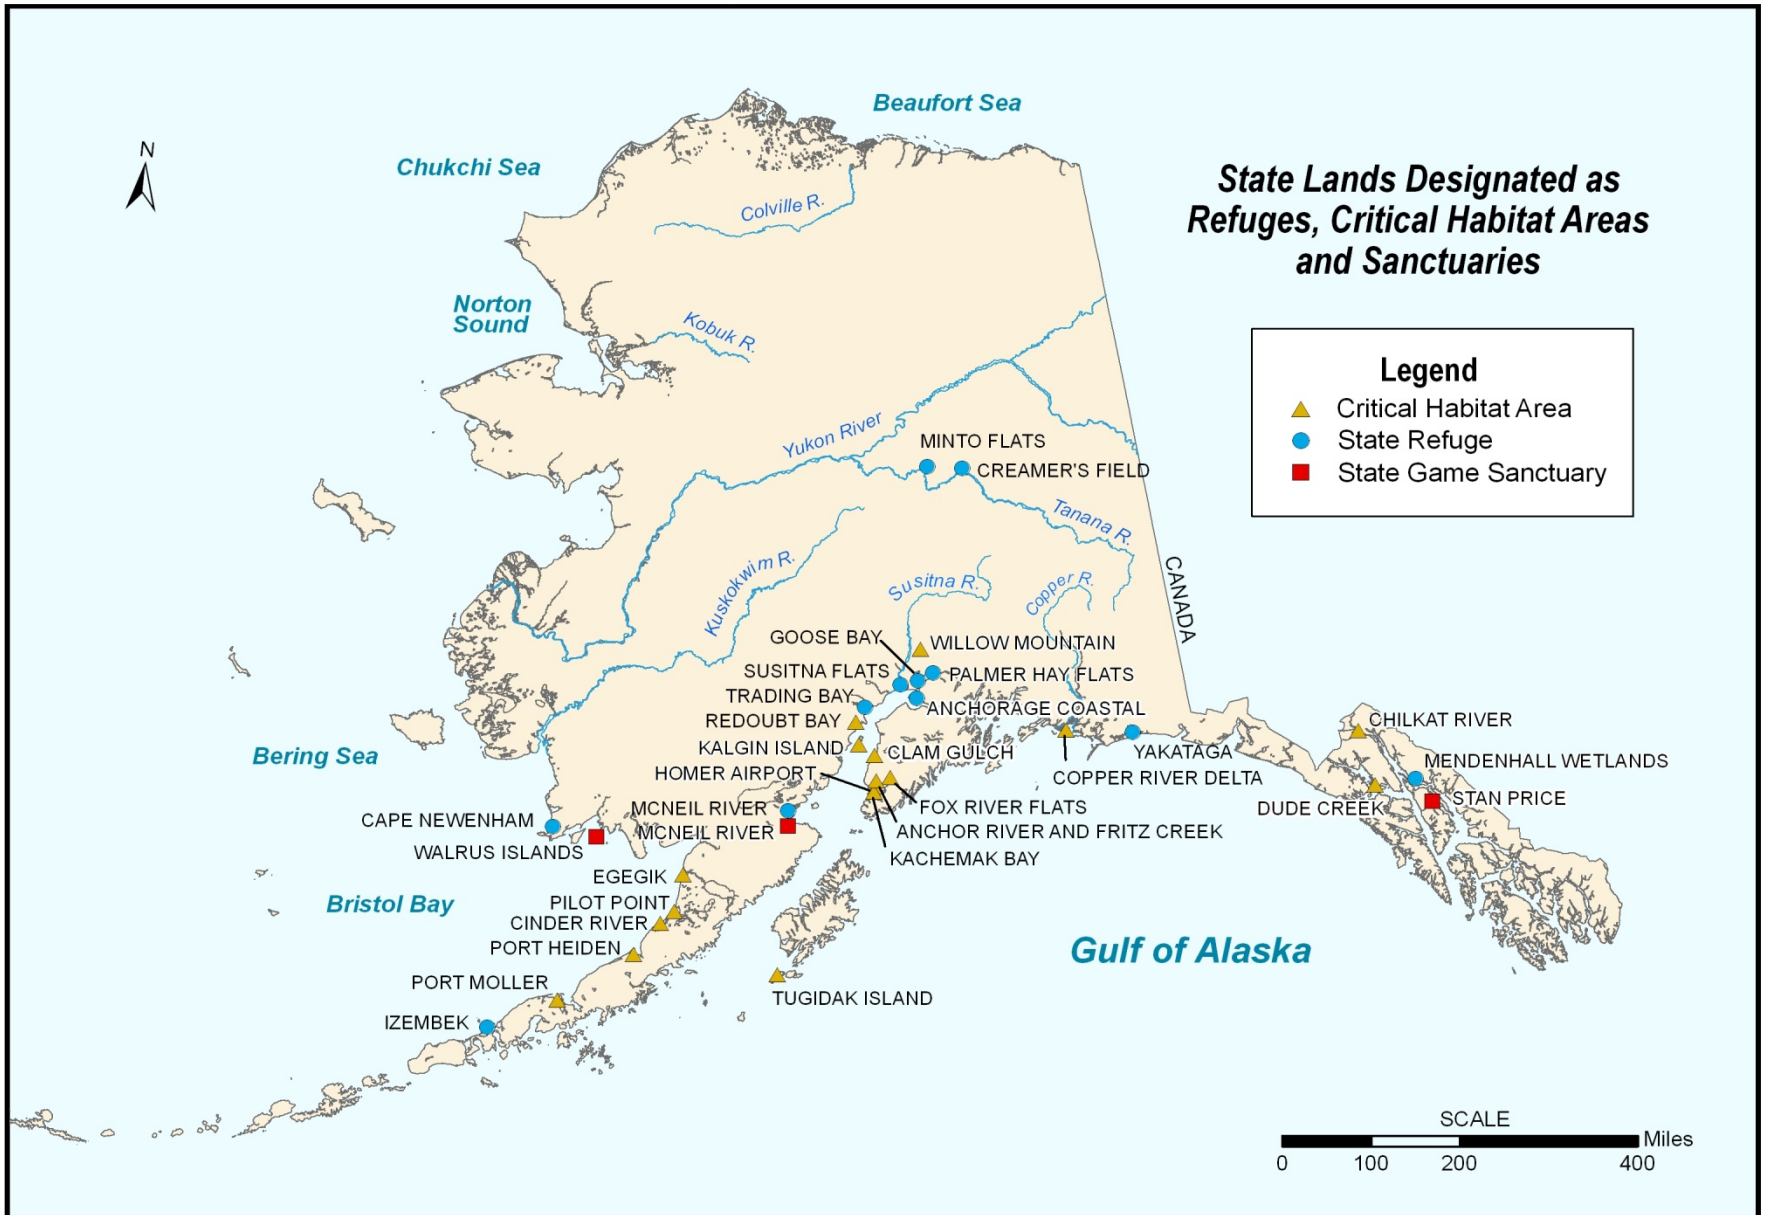 Beaufort Sea
N
Chukchi Sea
State Lands Designated as
Refuges, Critical Habitat Areas
and Sanctuaries
Colville R.
Norton
Sound
Kobuk R.
Legend
Critical Habitat Area
State Refuge
State Game Sanctuary
Yukon River
MINTO FLATS
CREAMER'S FIELD
Tanana R.
Kuskokwim R.
Susitna R.
Copper R.
CANADA
GOOSE BAY
WILLOW MOUNTAIN
SUSITNA FLATS
PALMER HAY FLATS
TRADING BAY
ANCHORAGE COASTAL
REDOUBT BAY
CHILKAT RIVER
KALGIN ISLAND
CLAM GULCH
YAKATAGA
Bering Sea
MENDENHALL WETLANDS
HOMER AIRPORT
COPPER RIVER DELTA
STAN PRICE
MCNEIL RIVER
FOX RIVER FLATS
DUDE CREEK
CAPE NEWENHAM
MCNEIL RIVER
ANCHOR RIVER AND FRITZ CREEK
WALRUS ISLANDS
KACHEMAK BAY
EGEGIK
Bristol Bay
PILOT POINT
CINDER RIVER
PORT HEIDEN
Gulf of Alaska
PORT MOLLER
TUGIDAK ISLAND
IZEMBEK
SCALE
Miles
0 100 200 400